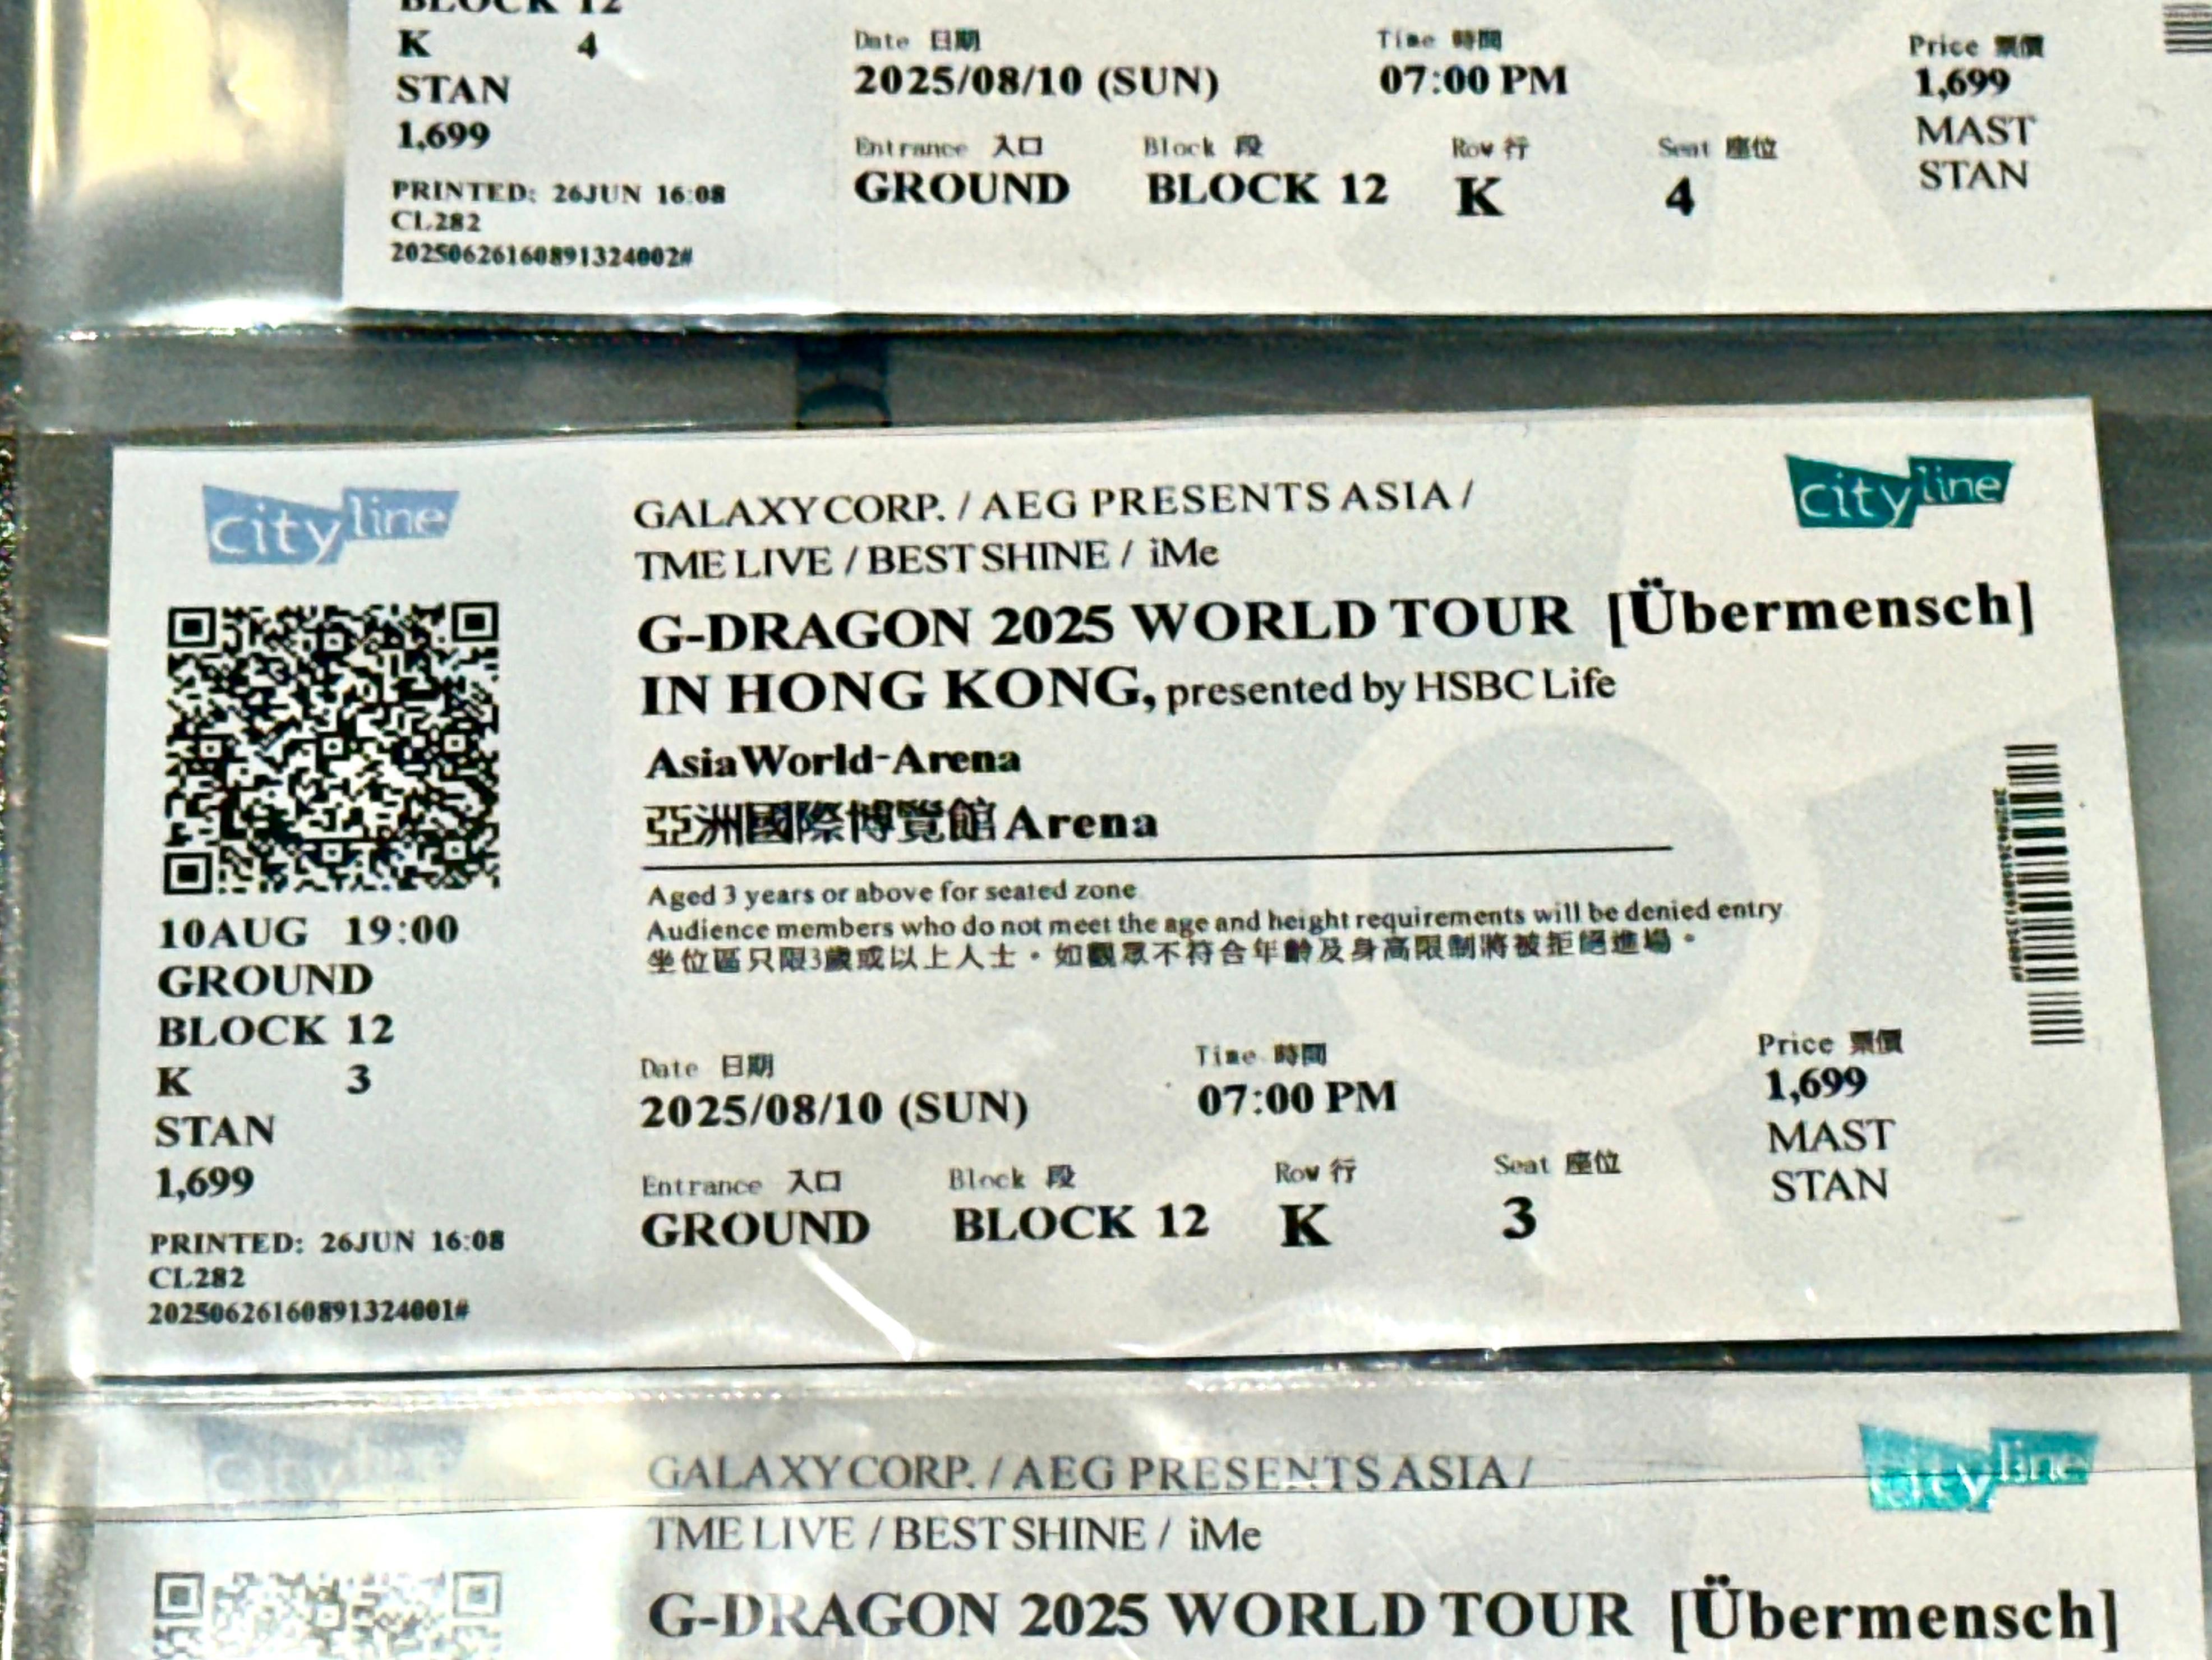 BLOCK 12
K 4
STAN
1,699
PRINTED: 26JUN 16:08
CL282
20250626160891324002#
Date 日期
2025/08/10 (SUN)
Time 時間
07:00 PM
Price 票價
1,699
MAST
STAN
Entrance 入口
GROUND
Block 段
BLOCK 12
Row 行
K
Seat 座位
4
cityline
10AUG 19:00
GROUND
BLOCK 12
K 3
STAN
1,699
PRINTED: 26JUN 16:08
CL282
20250626160891324001#
GALAXY CORP. / AEG PRESENTS ASIA /
TME LIVE / BEST SHINE / iMe
cityline
G-DRAGON 2025 WORLD TOUR [Übermensch]
IN HONG KONG, presented by HSBC Life
AsiaWorld-Arena
亞洲國際博覽館 Arena
Aged 3 years or above for seated zone
Audience members who do not meet the age and height requirements will be denied entry
坐位區只限3歲或以上人士。如觀眾不符合年齡及身高限制將被拒絕進場。
Date 日期
2025/08/10 (SUN)
Time 時間
07:00 PM
Price 票價
1,699
MAST
STAN
Entrance 入口
GROUND
Block 段
BLOCK 12
Row 行
K
Seat 座位
3
cityline
GALAXY CORP. / AEG PRESENTS ASIA /
TME LIVE / BEST SHINE / iMe
cityline
G-DRAGON 2025 WORLD TOUR [Übermensch]